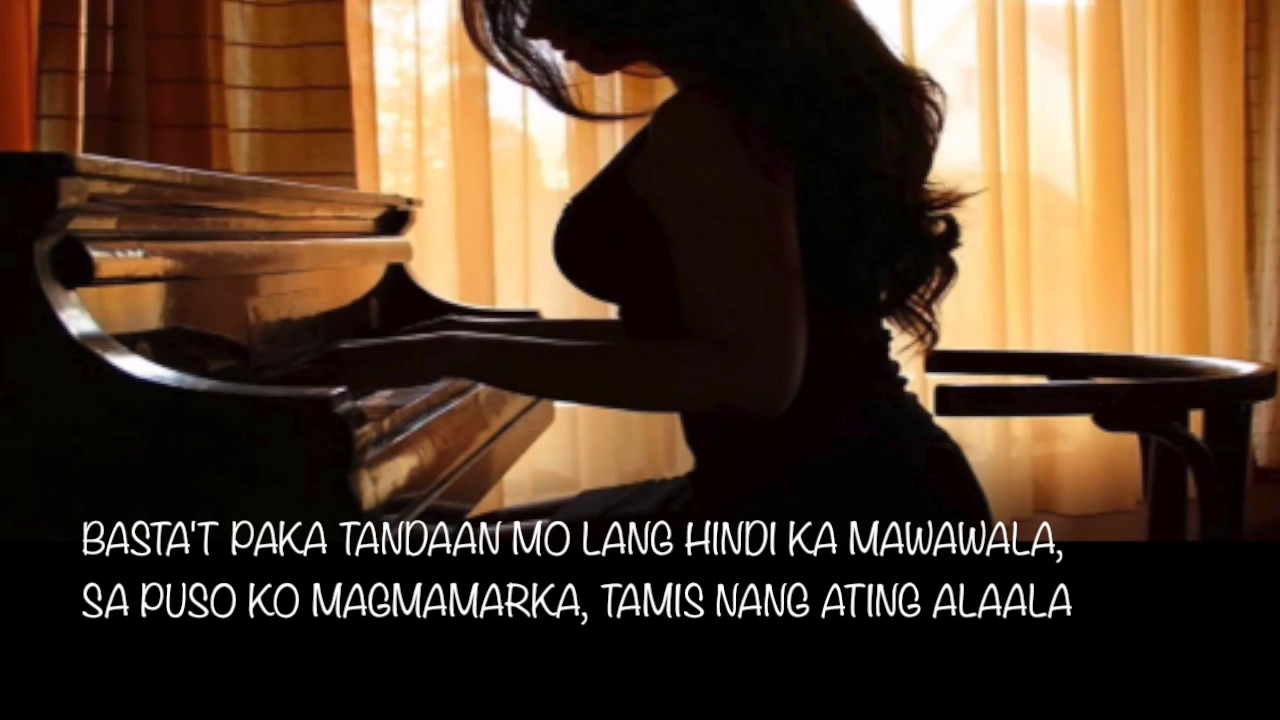 BASTA'T PAKA TANDAAN MO LANG HINDI KA MAWAWALA,
SA PUSO KO MAGMAMARKA, TAMIS NANG ATING ALAALA